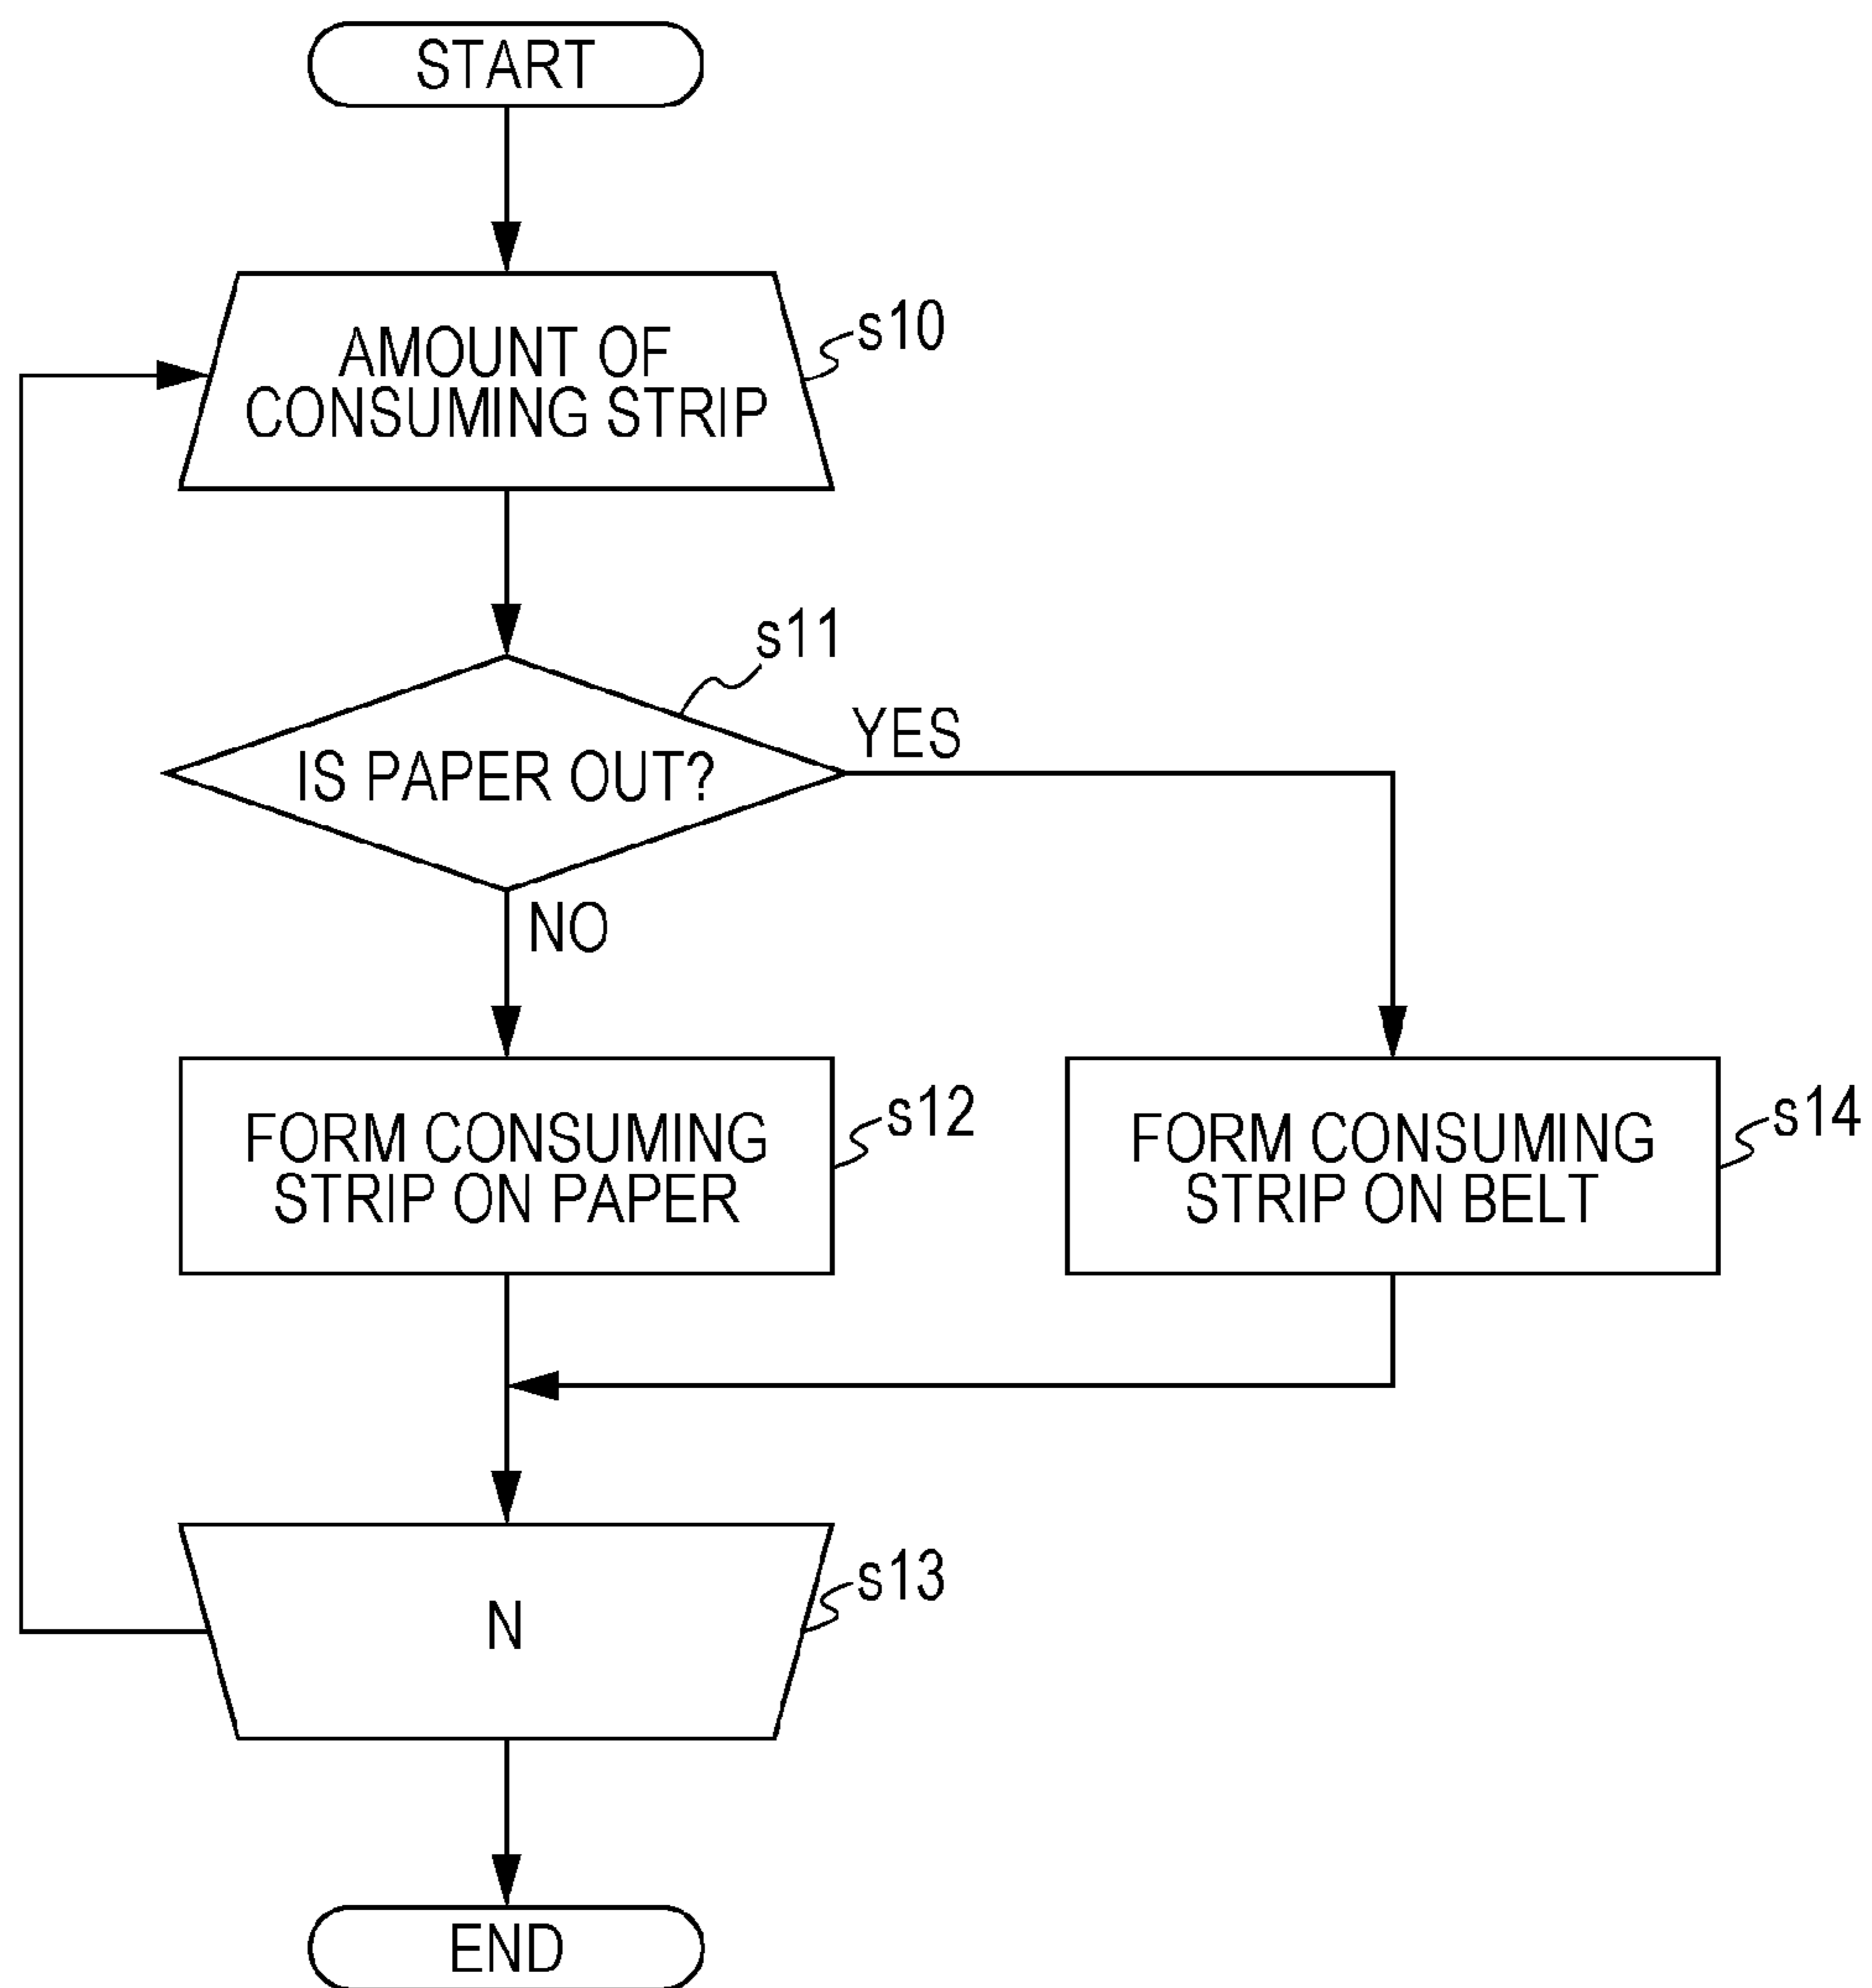 START
AMOUNT OF
CONSUMING STRIP
s10
s11
IS PAPER OUT?
YES
NO
FORM CONSUMING
STRIP ON PAPER
s12
FORM CONSUMING
STRIP ON BELT
s14
N
s13
END